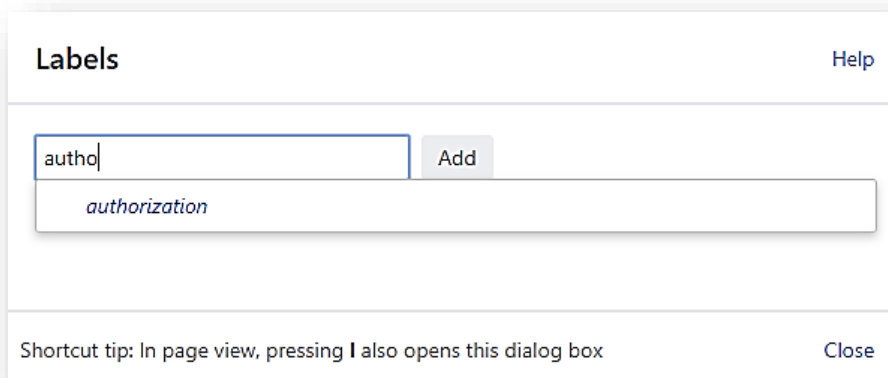 Labels
Help
autho
Add
authorization
Shortcut tip: In page view, pressing l also opens this dialog box
Close